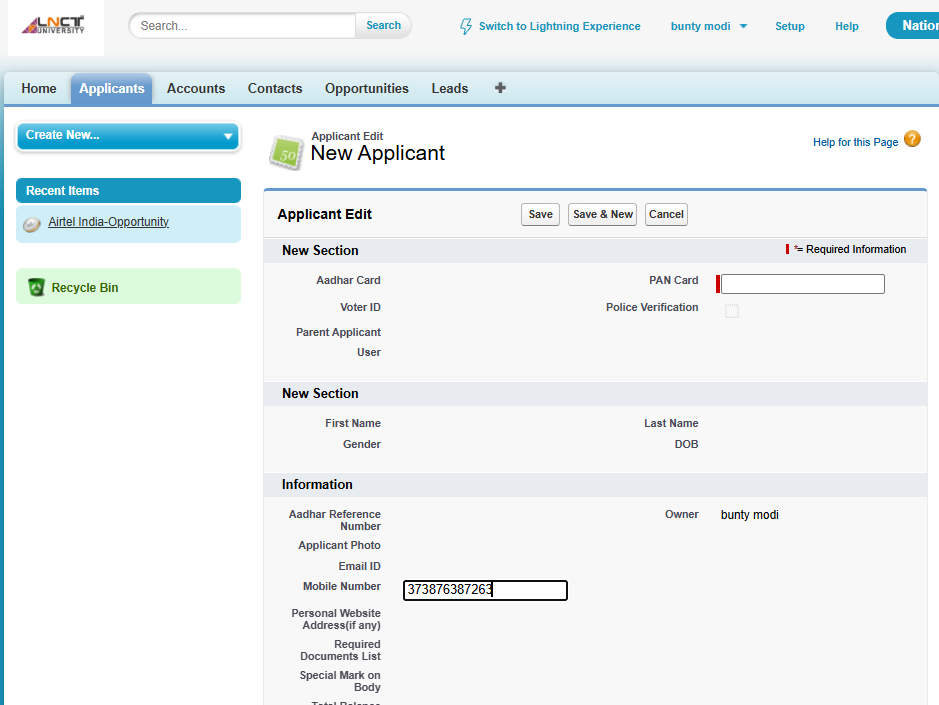 LNCT
UNIVERSITY
Search... Search Switch to Lightning Experience bunty modi Setup Help Nation
Home Applicants Accounts Contacts Opportunities Leads
Create New...
Recent Items
Airtel India-Opportunity
Recycle Bin
Applicant Edit
New Applicant
Help for this Page ?
50
Applicant Edit Save Save & New Cancel
New Section *= Required Information
Aadhar Card PAN Card
Voter ID Police Verification
Parent Applicant
User
New Section
First Name Last Name
Gender DOB
Information
Aadhar Reference
Number
Owner bunty modi
Applicant Photo
Email ID
Mobile Number 373876387263
Personal Website
Address(if any)
Required
Documents List
Special Mark on
Body
Total Balance